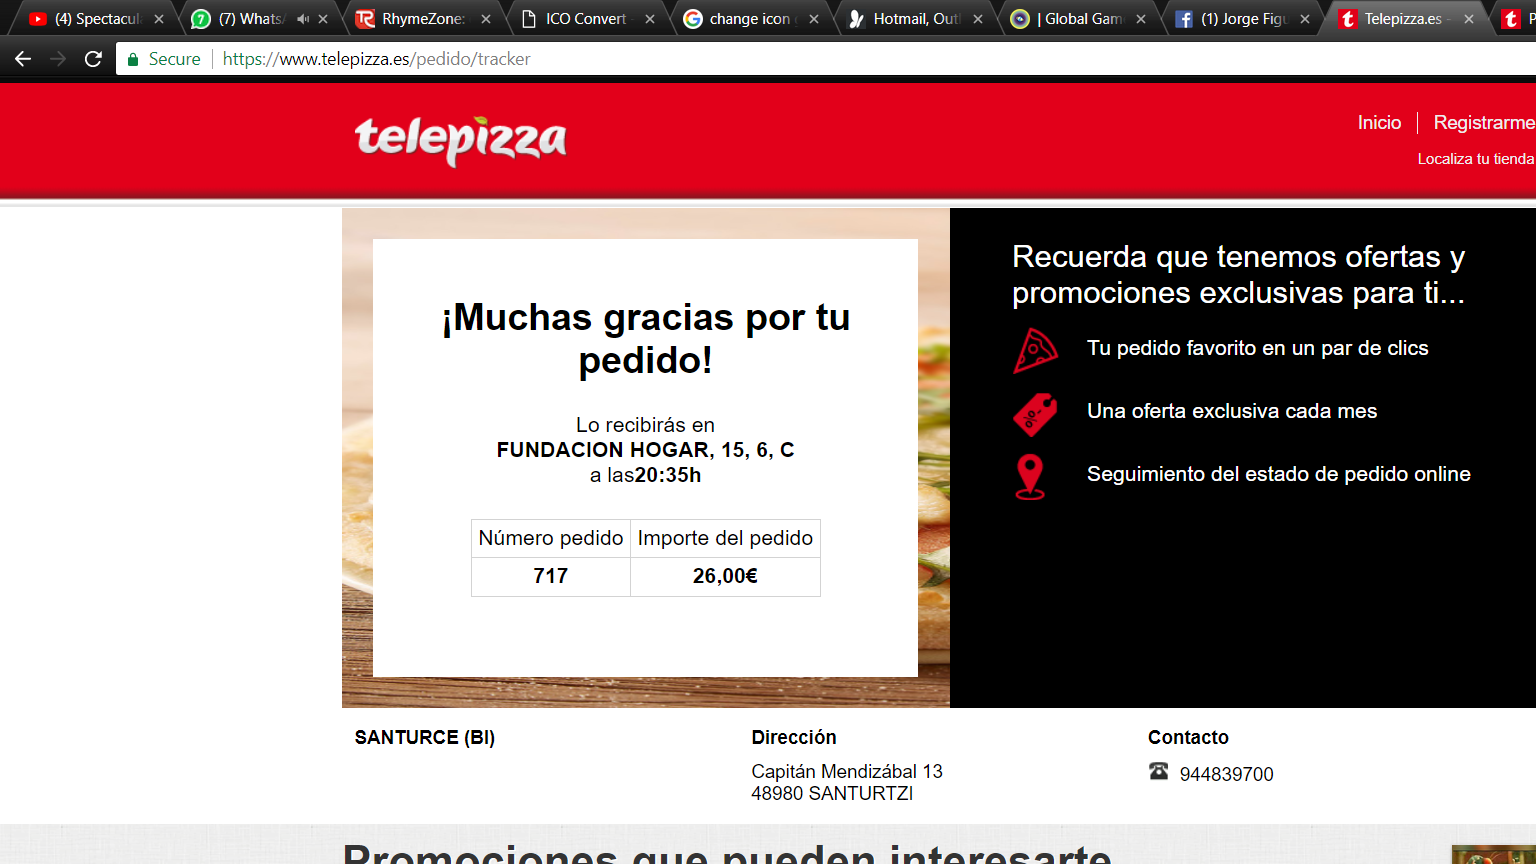 (4) Spectacul
(7) WhatsA
RhymeZone:
ICO Convert -
change icon
Hotmail, Outl
| Global Gam
(1) Jorge Figu
Telepizza.es -
P
Secure
https://www.telepizza.es/pedido/tracker
telepizza
Inicio
Registrarme
Localiza tu tienda
¡Muchas gracias por tu
pedido!
Lo recibirás en
FUNDACION HOGAR, 15, 6, C
a las20:35h
Número pedido
Importe del pedido
717
26,00€
Recuerda que tenemos ofertas y
promociones exclusivas para ti...
Tu pedido favorito en un par de clics
Una oferta exclusiva cada mes
Seguimiento del estado de pedido online
SANTURCE (BI)
Dirección
Capitán Mendizábal 13
48980 SANTURTZI
Contacto
944839700
Promociones que pueden interesarte